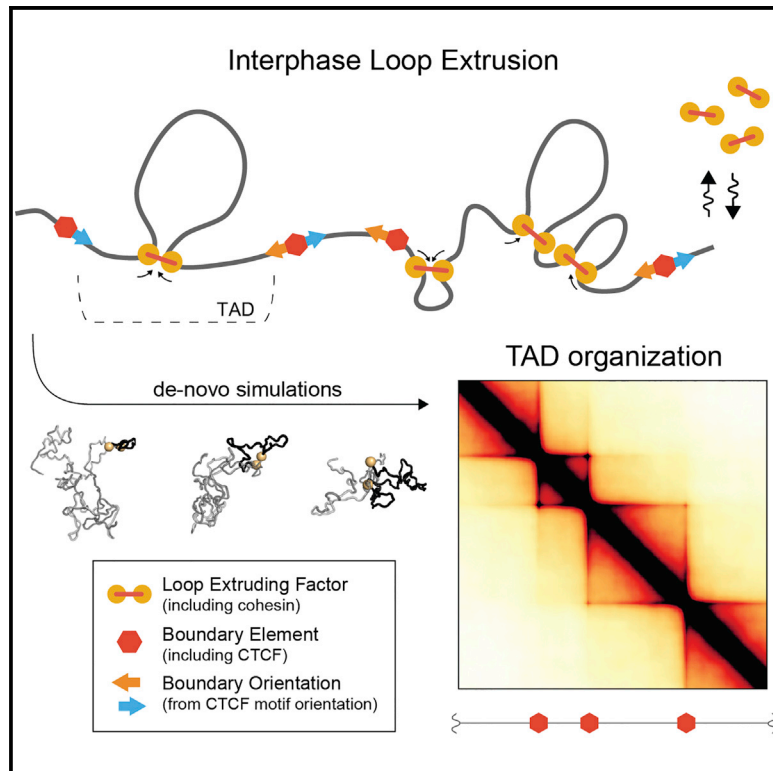 Interphase Loop Extrusion
TAD
TAD organization
de-novo simulations
Loop Extruding Factor
(including cohesin)
Boundary Element
(including CTCF)
Boundary Orientation
(from CTCF motif orientation)